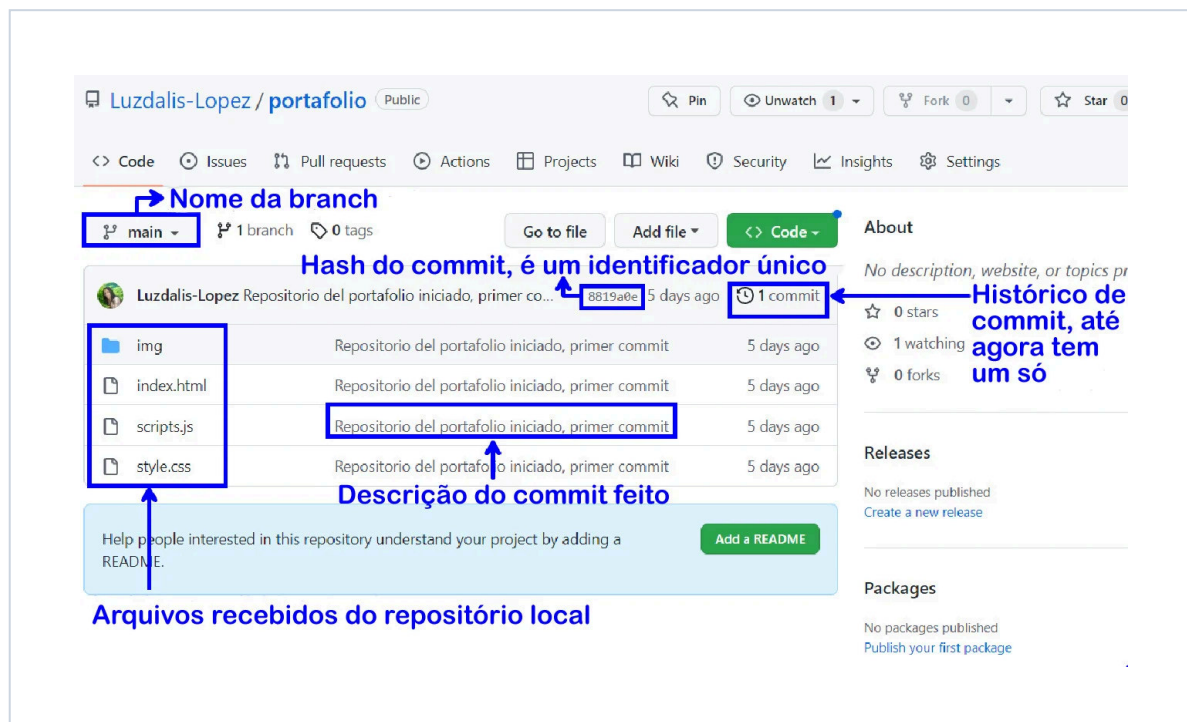 Luzdalis-Lopez / portafolio Public
Pin
Unwatch 1
Fork 0
Star 0
Code
Issues
Pull requests
Actions
Projects
Wiki
Security
Insights
Settings
Nome da branch
main
1 branch
0 tags
Go to file
Add file
Code
About
Hash do commit, é um identificador único
No description, website, or topics pr
Luzdalis-Lopez Repositorio del portafolio iniciado, primer co...
8819a0e
5 days ago
1 commit
Histórico de
commit, até
agora tem
um só
0 stars
1 watching
0 forks
img
Repositorio del portafolio iniciado, primer commit
5 days ago
index.html
Repositorio del portafolio iniciado, primer commit
5 days ago
scripts.js
Repositorio del portafolio iniciado, primer commit
5 days ago
style.css
Repositorio del portafolio iniciado, primer commit
5 days ago
Descrição do commit feito
Releases
No releases published
Create a new release
Help people interested in this repository understand your project by adding a
README.
Add a README
Arquivos recebidos do repositório local
Packages
No packages published
Publish your first package